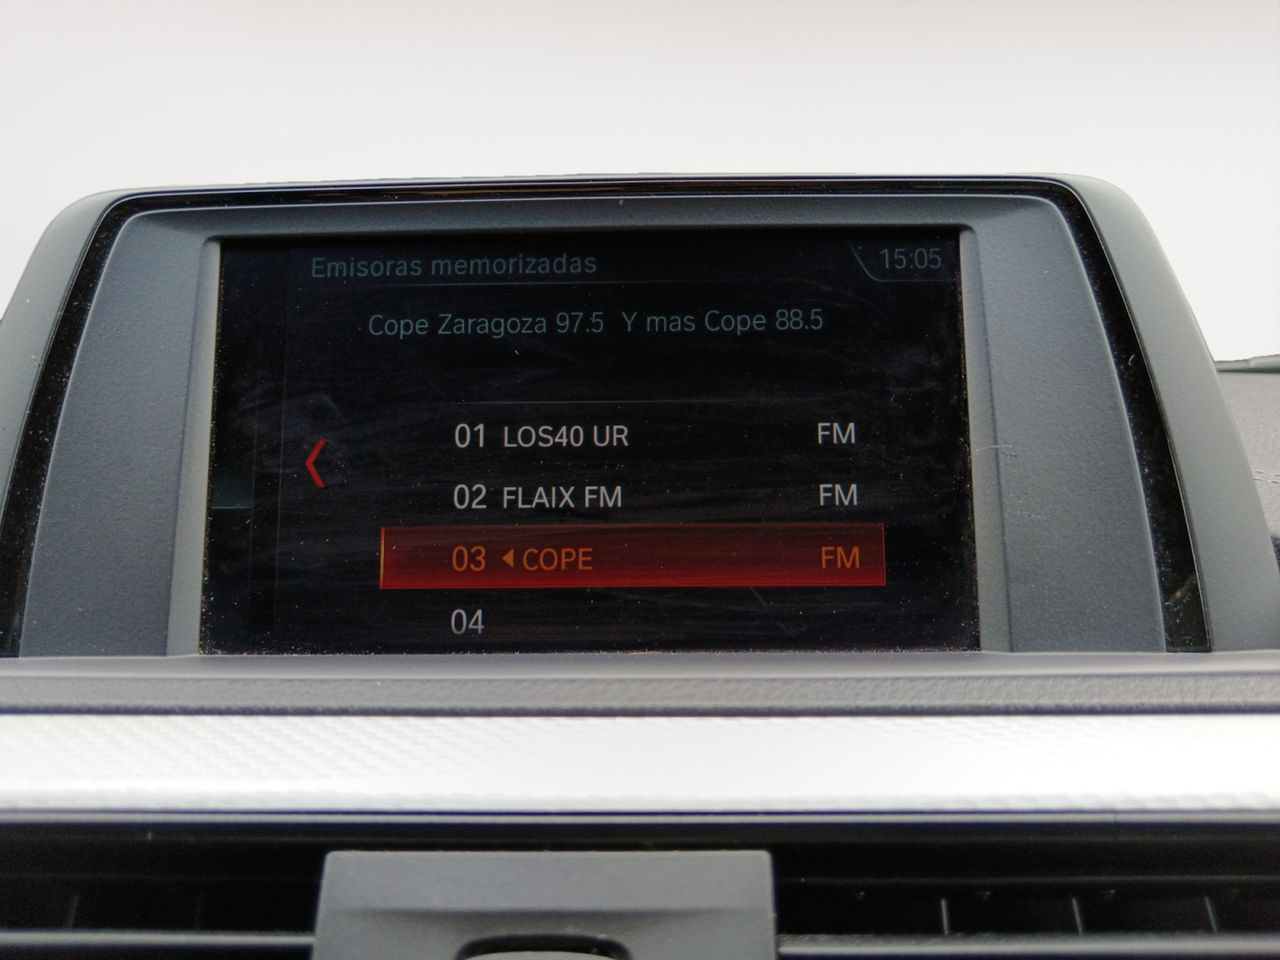 Emisoras memorizadas
15:05
Cope Zaragoza 97.5 Y mas Cope 88.5
01 LOS40 UR FM
02 FLAIX FM FM
03 COPE FM
04